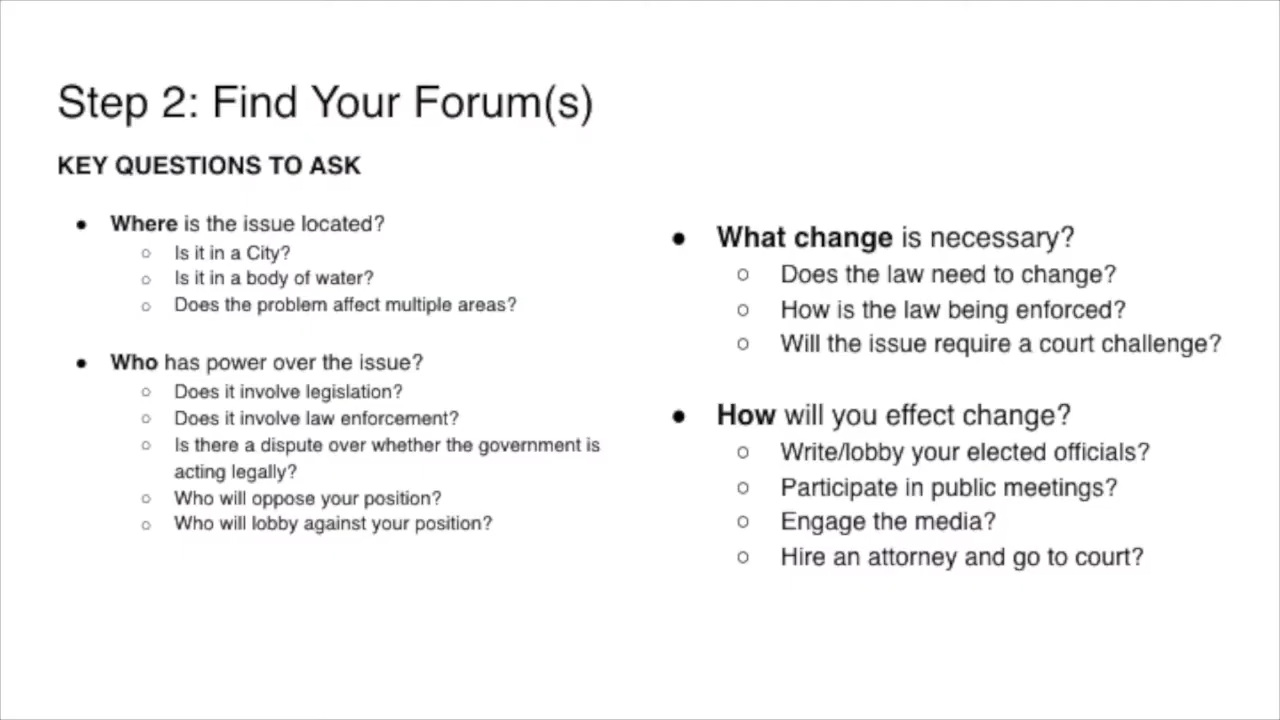 Step 2: Find Your Forum(s)
KEY QUESTIONS TO ASK
● Where is the issue located?
○ Is it in a City?
○ Is it in a body of water?
○ Does the problem affect multiple areas?
● Who has power over the issue?
○ Does it involve legislation?
○ Does it involve law enforcement?
○ Is there a dispute over whether the government is
acting legally?
○ Who will oppose your position?
○ Who will lobby against your position?
● What change is necessary?
○ Does the law need to change?
○ How is the law being enforced?
○ Will the issue require a court challenge?
● How will you effect change?
○ Write/lobby your elected officials?
○ Participate in public meetings?
○ Engage the media?
○ Hire an attorney and go to court?